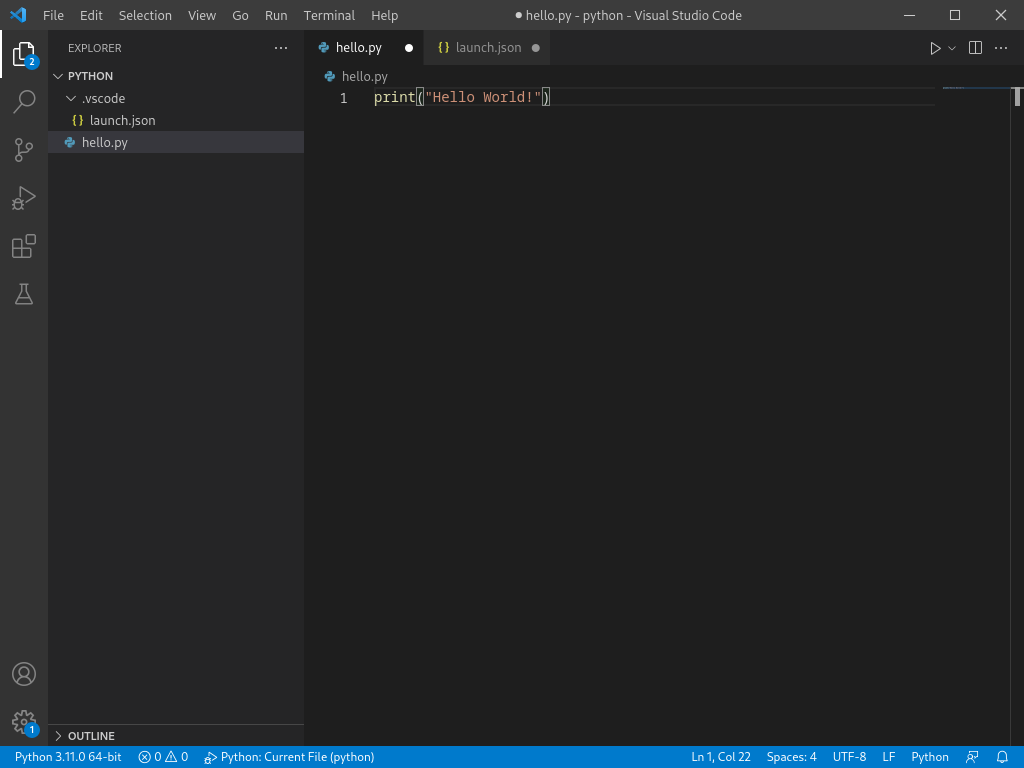 File Edit Selection View Go Run Terminal Help
● hello.py - python - Visual Studio Code
2
EXPLORER
PYTHON
.vscode
{} launch.json
hello.py
OUTLINE
1
hello.py ●
{} launch.json ●
hello.py
1 print("Hello World!")
Python 3.11.0 64-bit 0 0 Python: Current File (python) Ln 1, Col 22 Spaces: 4 UTF-8 LF Python